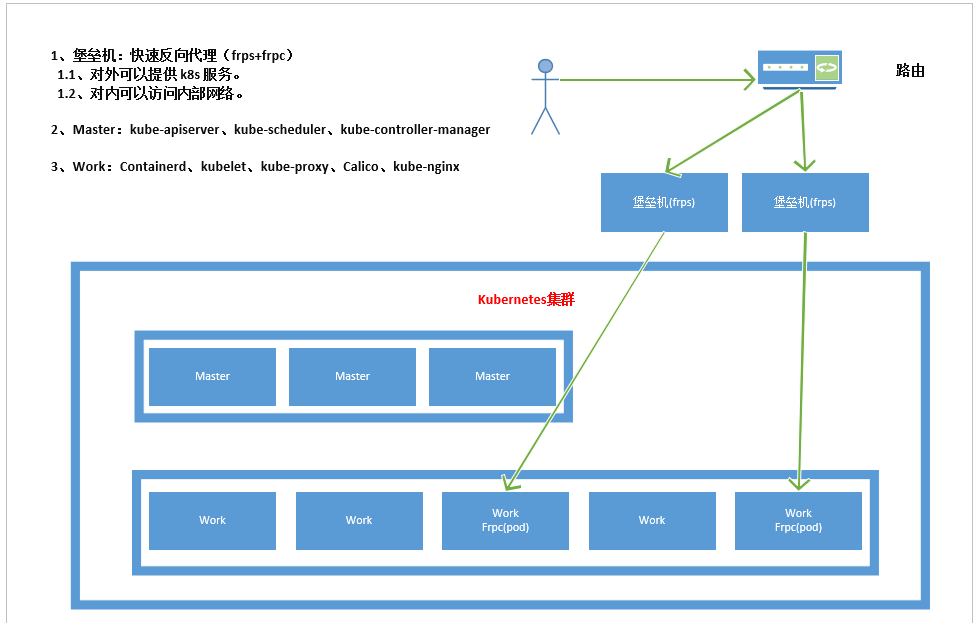 1、堡垒机：快速反向代理（frps+frpc）
1.1、对外可以提供 k8s 服务。
1.2、对内可以访问内部网络。
2、Master：kube-apiserver、kube-scheduler、kube-controller-manager
3、Work：Containerd、kubelet、kube-proxy、Calico、kube-nginx
路由
堡垒机(frps)
堡垒机(frps)
Kubernetes集群
Master
Master
Master
Work
Work
Work
Frpc(pod)
Work
Work
Frpc(pod)